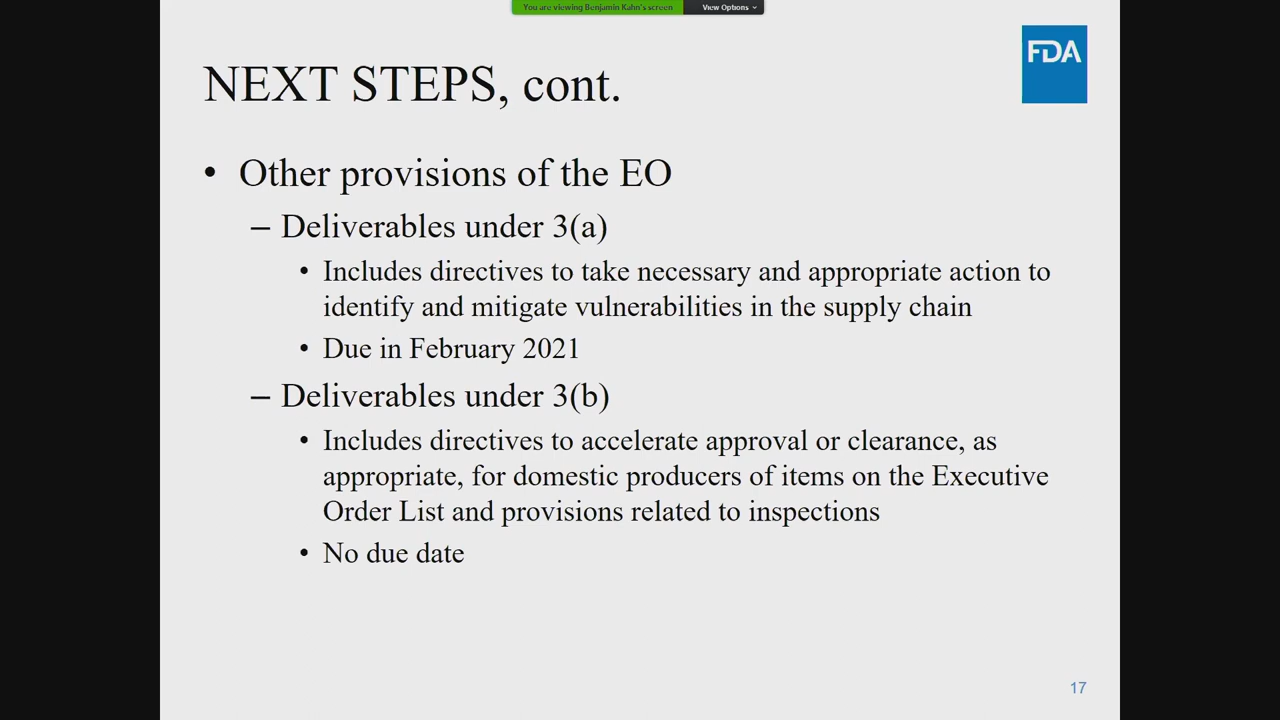 You are viewing Benjamin Kahn's screen View Options
FDA
NEXT STEPS, cont.
• Other provisions of the EO
– Deliverables under 3(a)
• Includes directives to take necessary and appropriate action to
identify and mitigate vulnerabilities in the supply chain
• Due in February 2021
– Deliverables under 3(b)
• Includes directives to accelerate approval or clearance, as
appropriate, for domestic producers of items on the Executive
Order List and provisions related to inspections
• No due date
17